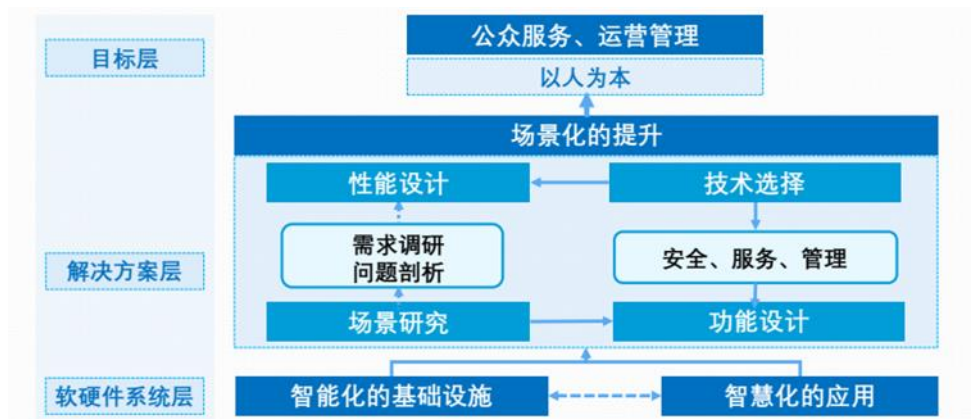 公众服务、运营管理
目标层
以人为本
场景化的提升
性能设计
技术选择
需求调研
问题剖析
安全、服务、管理
解决方案层
场景研究
功能设计
软硬件系统层
智能化的基础设施
智慧化的应用